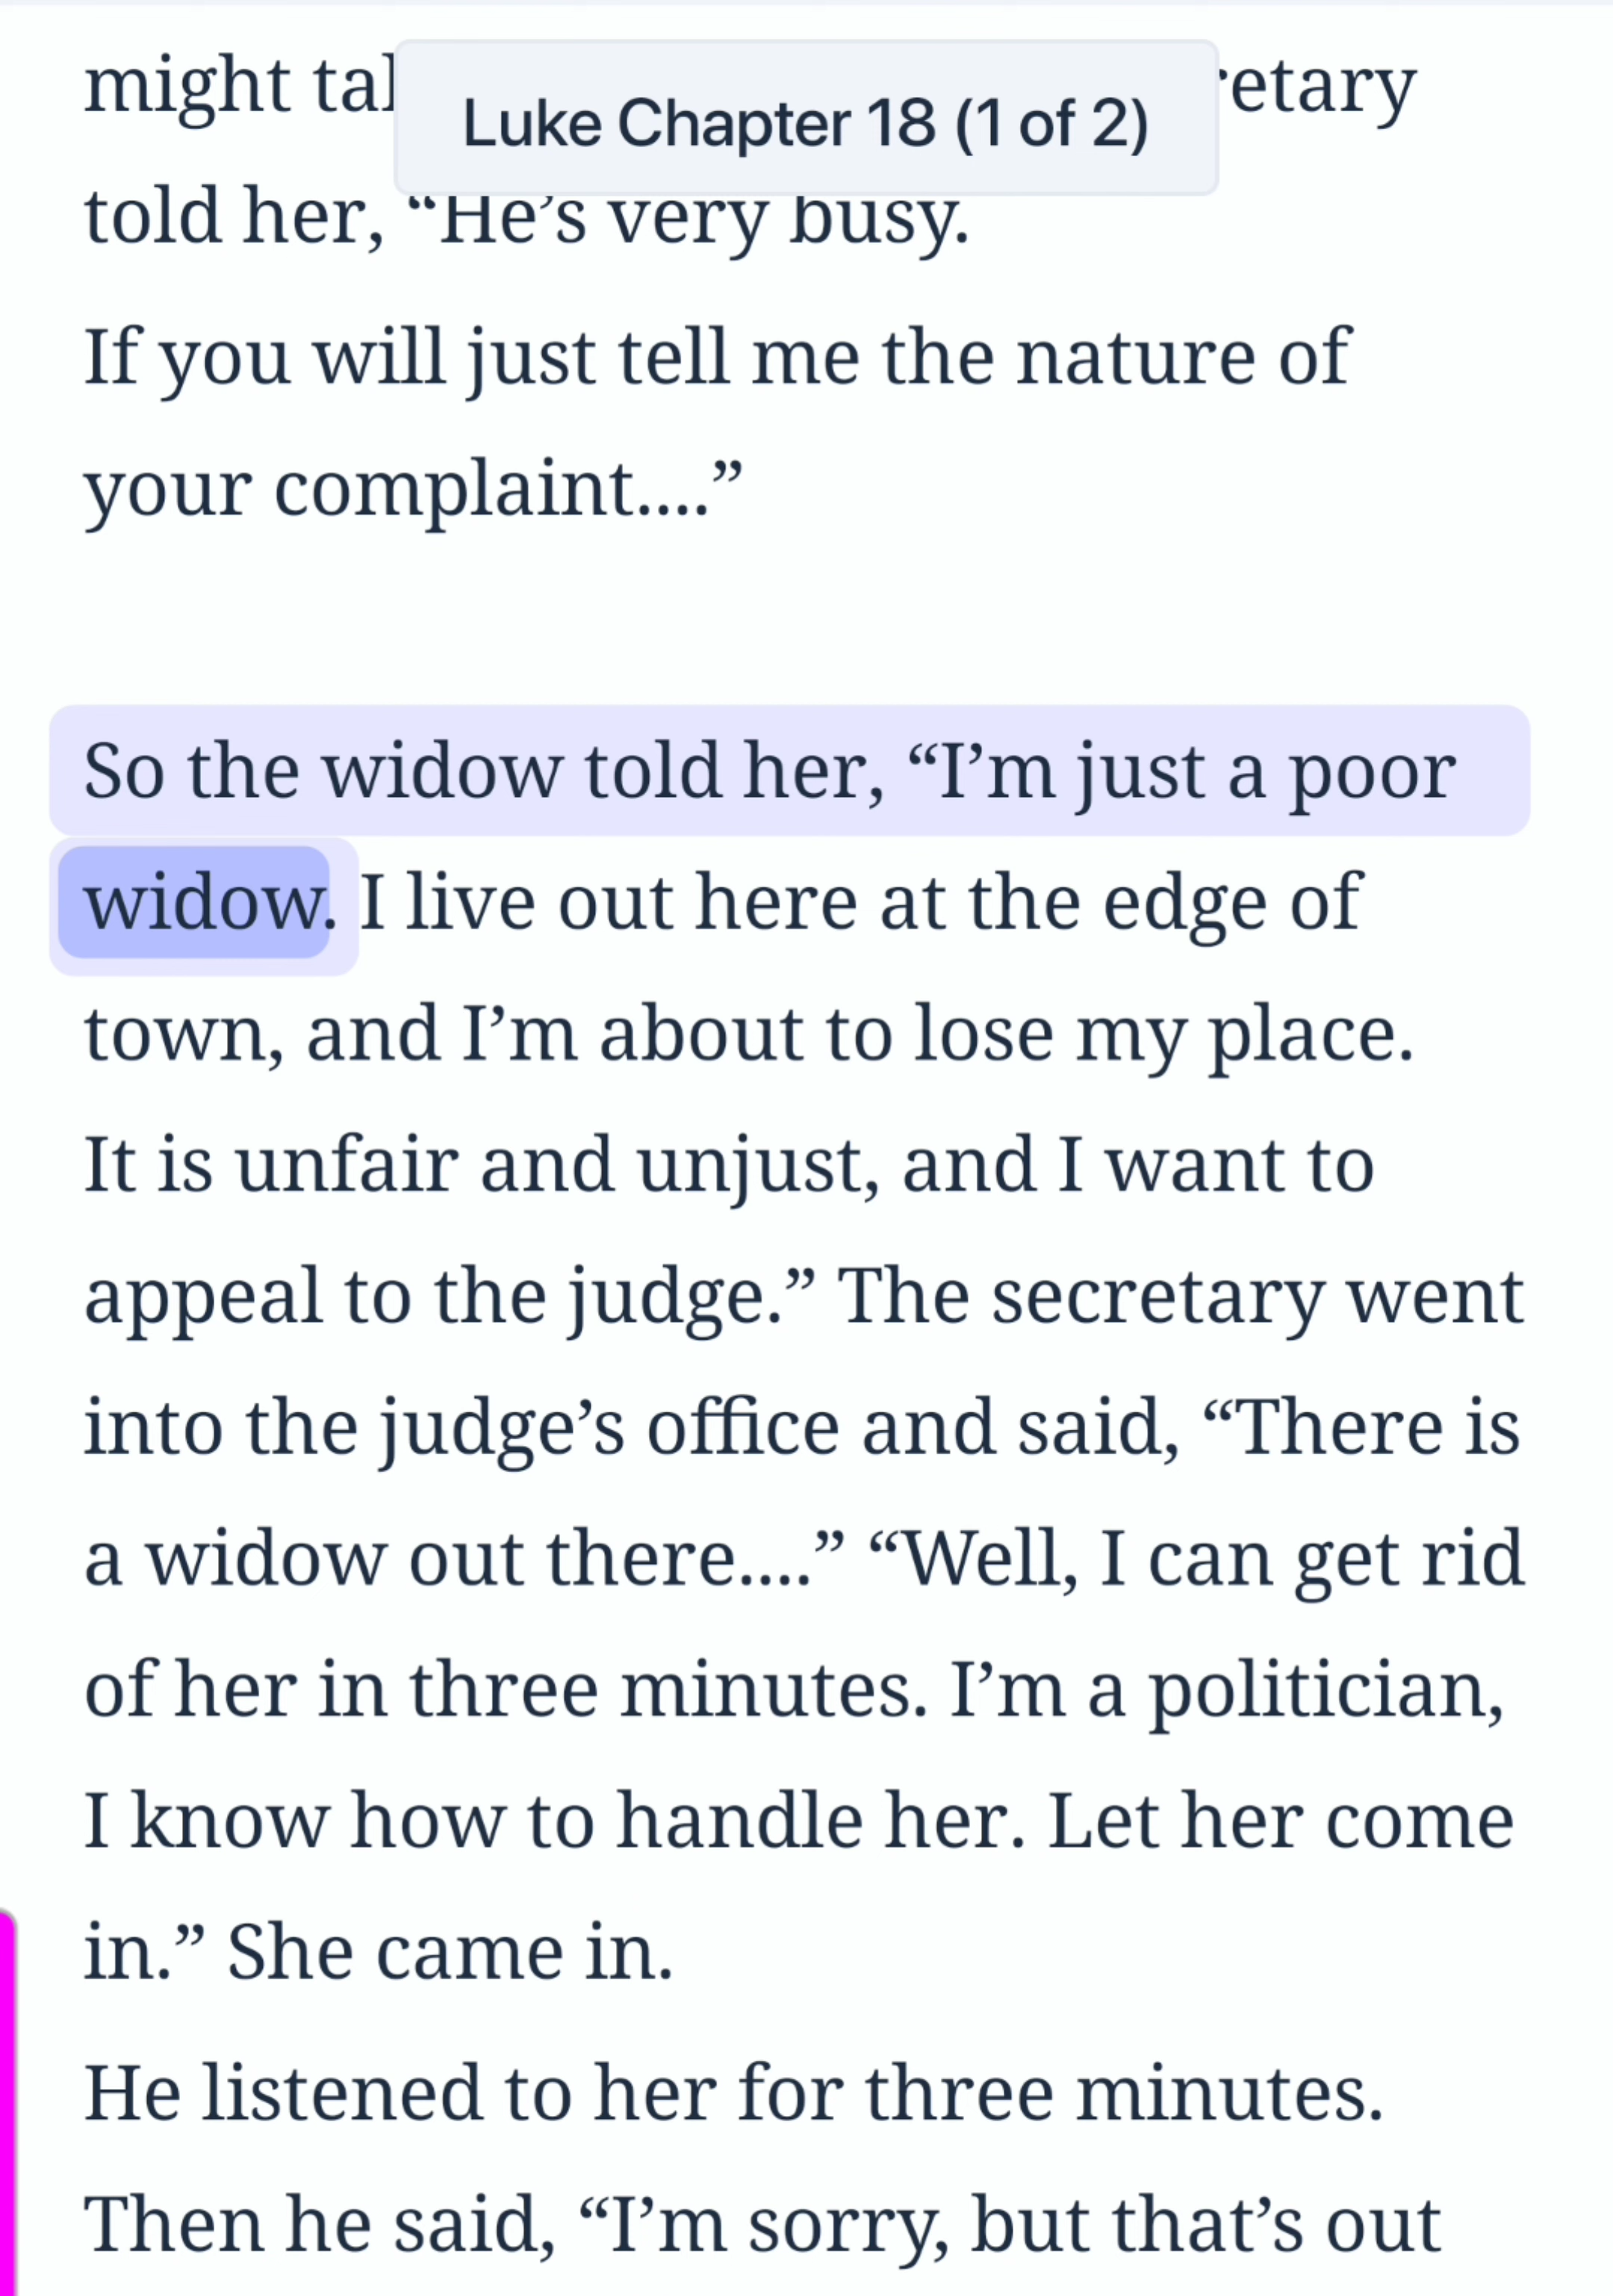 Luke Chapter 18 (1 of 2)
might
told her, “He’s very busy.
If you will just tell me the nature of
your complaint....”
So the widow told her, “I’m just a poor
widow. I live out here at the edge of
town, and I’m about to lose my place.
It is unfair and unjust, and I want to
appeal to the judge.” The secretary went
into the judge’s office and said, “There is
a widow out there....” “Well, I can get rid
of her in three minutes. I’m a politician,
I know how to handle her. Let her come
in.” She came in.
He listened to her for three minutes.
Then he said, “I’m sorry, but that’s out